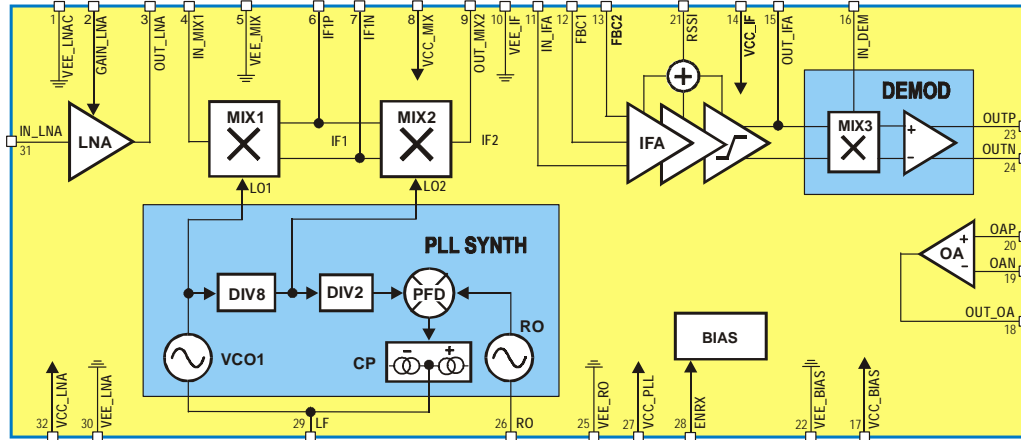 1 VEE_LNAC
2 GAIN_LNA
3 OUT_LNA
4 IN_MIX1
5 VEE_MIX
6 IF1P
7 IF1N
8 VCC_MIX
9 OUT_MIX2
10 VEE_IF
11 IN_IFA
12 FBC1
13 FBC2
21 RSSI
14 VCC_IF
15 OUT_IFA
16 IN_DEM
IN_LNA
31
LNA
MIX1
IF1
MIX2
IF2
IFA
+
DEMOD
MIX3
+
−
OUTP
23
OUTN
24
LO1
LO2
PLL SYNTH
DIV8
DIV2
PFD
RO
VCO1
CP
−
+
BIAS
OA
+
−
OAP
20
OAN
19
OUT_OA
18
32 VCC_LNA
30 VEE_LNA
29 LF
26 RO
25 VEE_RO
27 VCC_PLL
28 ENRX
22 VEE_BIAS
17 VCC_BIAS